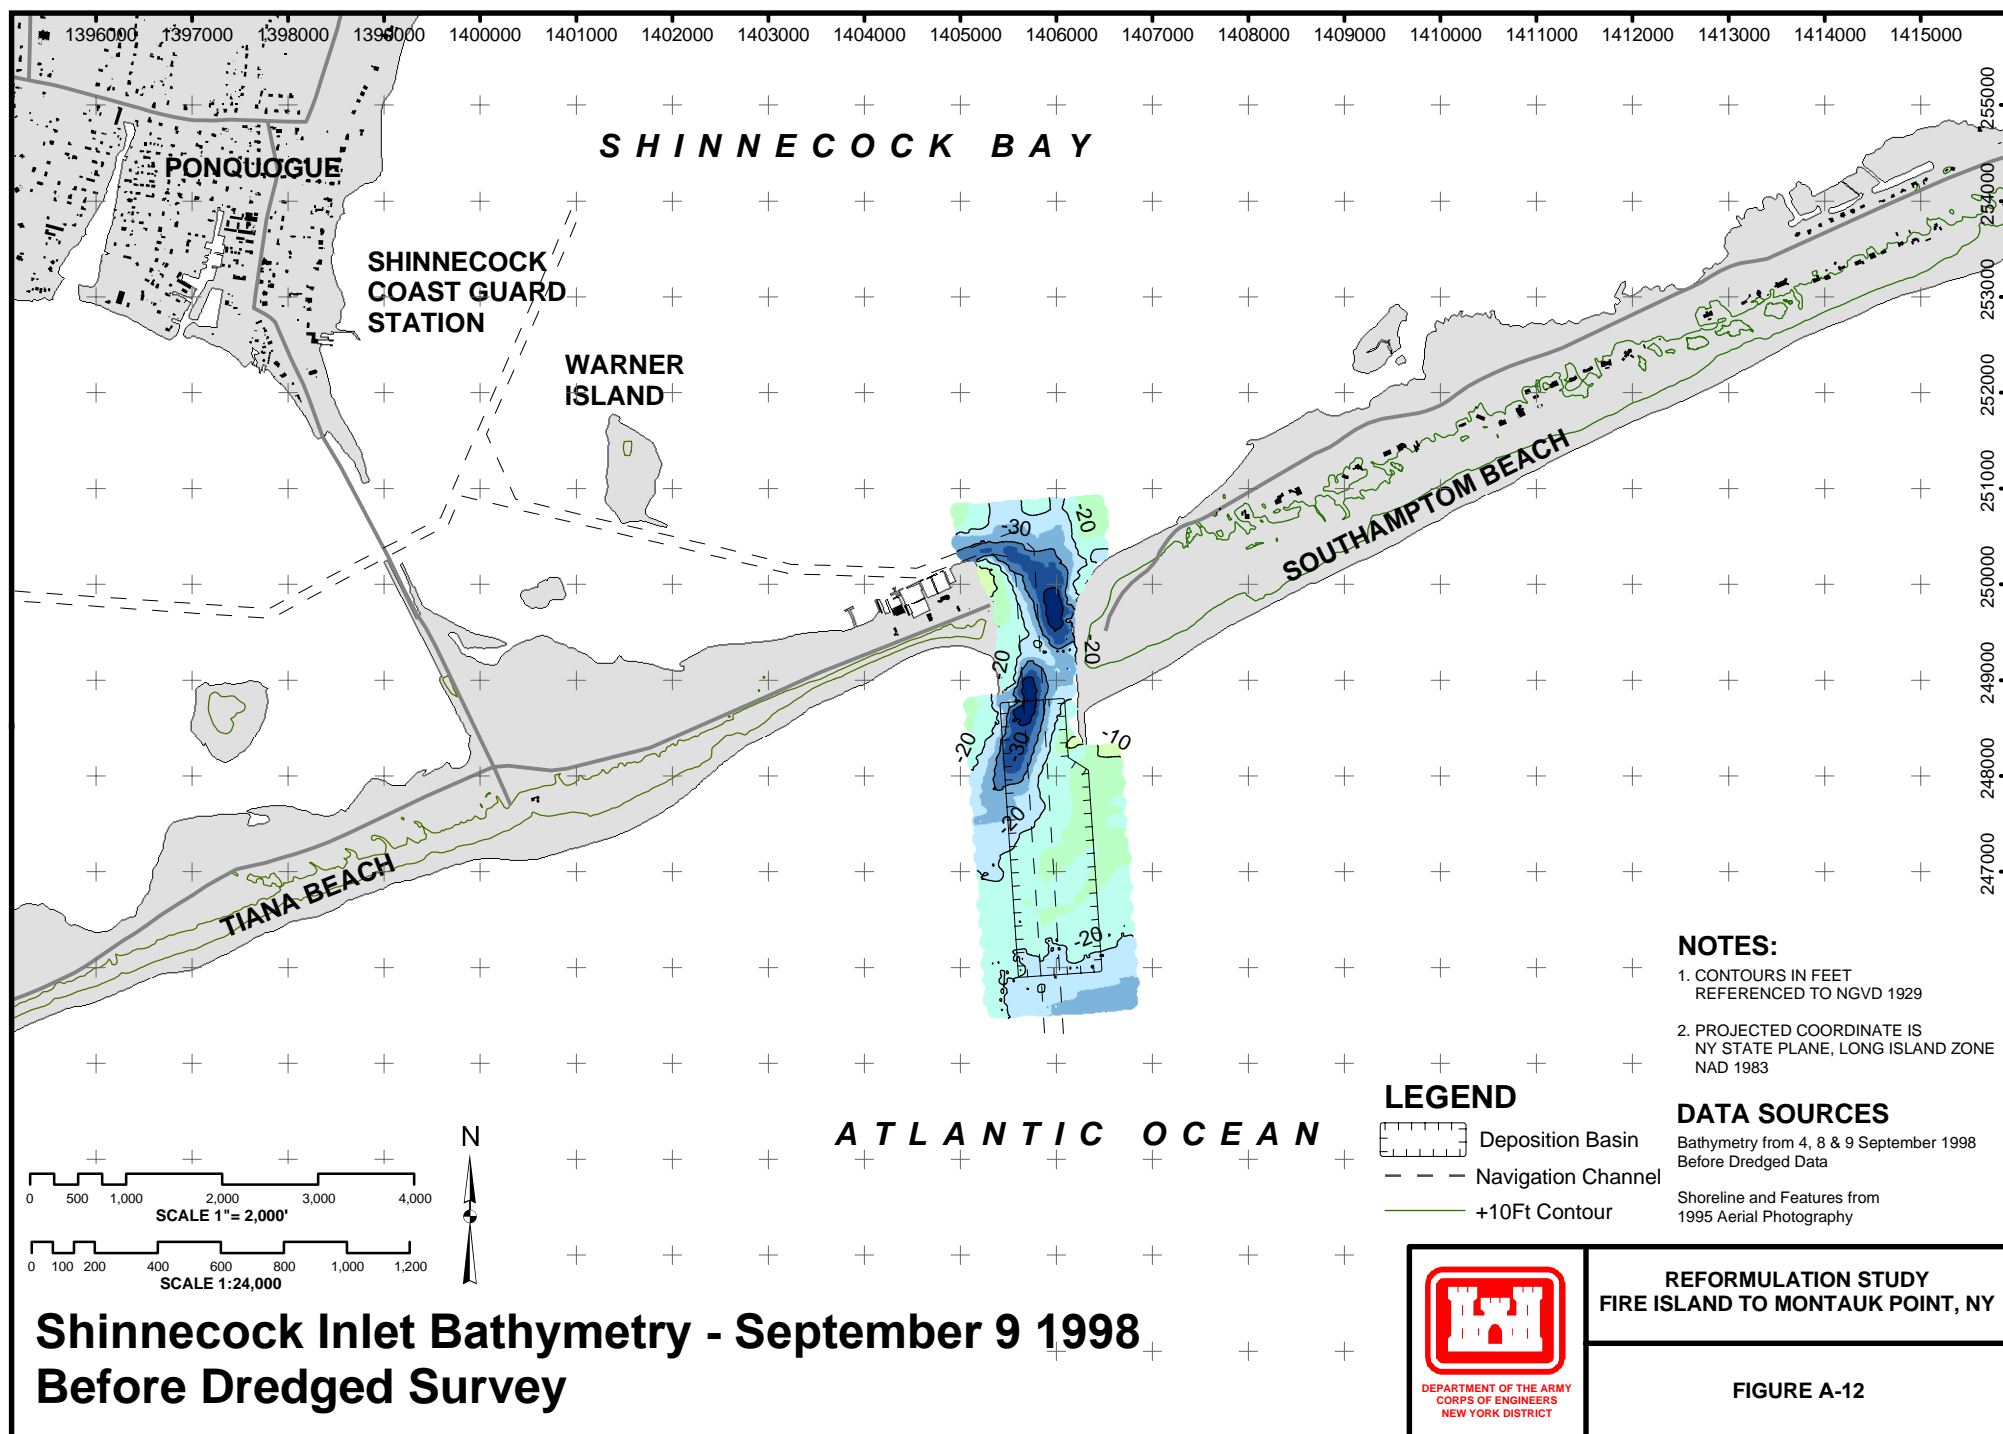 1396000 1397000 1398000 1399000 1400000 1401000 1402000 1403000 1404000 1405000 1406000 1407000 1408000 1409000 1410000 1411000 1412000 1413000 1414000 1415000
255000
254000
253000
252000
251000
250000
249000
248000
247000
SHINNECOCK BAY
PONQUOGUE
SHINNECOCK
COAST GUARD
STATION
WARNER
ISLAND
SOUTHAMPTOM BEACH
TIANA BEACH
-30
-20
-20
-20
-20
-30
-10
-20
-20
ATLANTIC OCEAN
NOTES:
1. CONTOURS IN FEET
REFERENCED TO NGVD 1929
2. PROJECTED COORDINATE IS
NY STATE PLANE, LONG ISLAND ZONE
NAD 1983
LEGEND
Deposition Basin
Navigation Channel
+10Ft Contour
DATA SOURCES
Bathymetry from 4, 8 & 9 September 1998
Before Dredged Data
Shoreline and Features from
1995 Aerial Photography
N
0 500 1,000 2,000 3,000 4,000
SCALE 1"= 2,000'
0 100 200 400 600 800 1,000 1,200
SCALE 1:24,000
Shinnecock Inlet Bathymetry - September 9 1998
Before Dredged Survey
DEPARTMENT OF THE ARMY
CORPS OF ENGINEERS
NEW YORK DISTRICT
REFORMULATION STUDY
FIRE ISLAND TO MONTAUK POINT, NY
FIGURE A-12